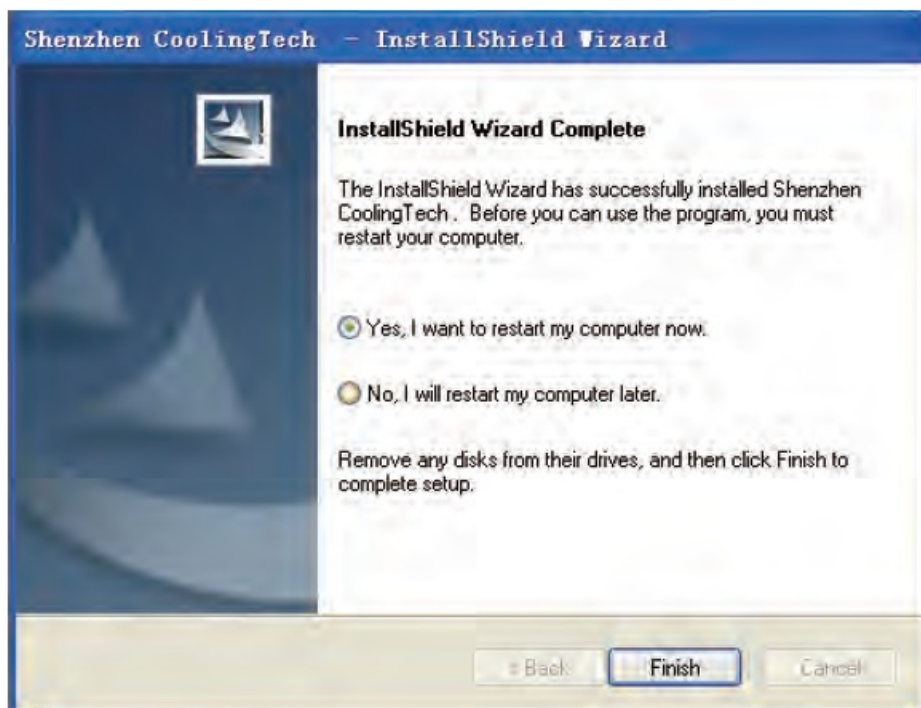 Shenzhen CoolingTech - InstallShield Wizard
InstallShield Wizard Complete
The InstallShield Wizard has successfully installed Shenzhen
CoolingTech . Before you can use the program, you must
restart your computer.
Yes, I want to restart my computer now.
No, I will restart my computer later.
Remove any disks from their drives, and then click Finish to
complete setup.
< Back Finish Cancel